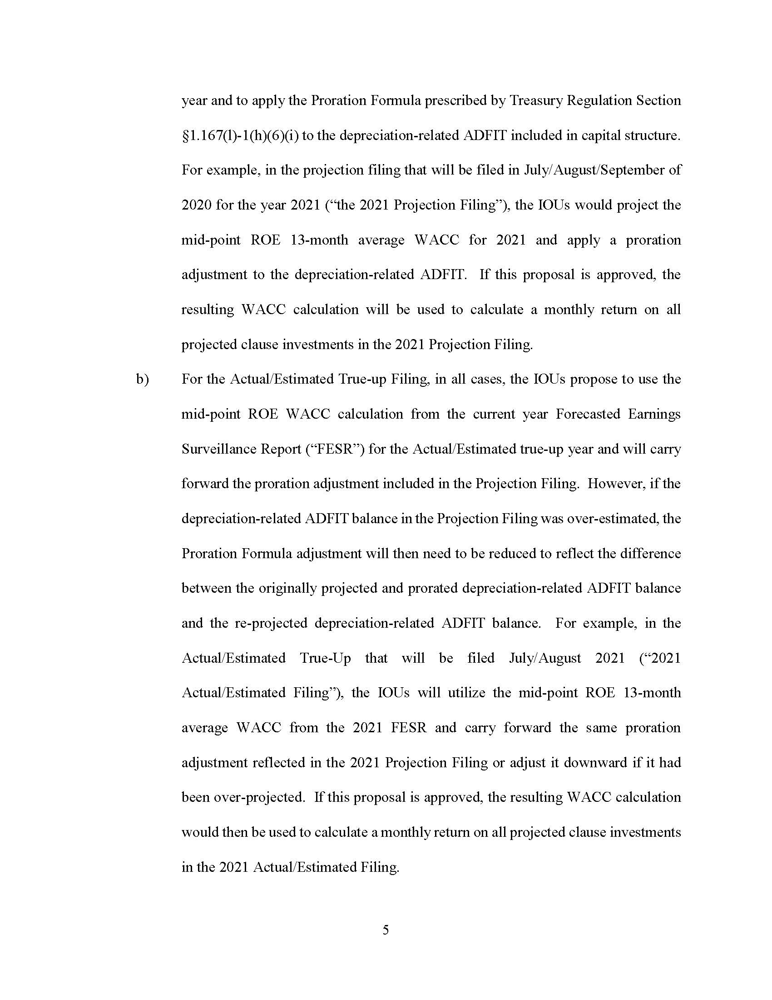 year and to apply the Proration Formula prescribed by Treasury Regulation Section
§1.167(l)-1(h)(6)(i) to the depreciation-related ADFIT included in capital structure.
For example, in the projection filing that will be filed in July/August/September of
2020 for the year 2021 (“the 2021 Projection Filing”), the IOUs would project the
mid-point ROE 13-month average WACC for 2021 and apply a proration
adjustment to the depreciation-related ADFIT. If this proposal is approved, the
resulting WACC calculation will be used to calculate a monthly return on all
projected clause investments in the 2021 Projection Filing.
b) For the Actual/Estimated True-up Filing, in all cases, the IOUs propose to use the
mid-point ROE WACC calculation from the current year Forecasted Earnings
Surveillance Report (“FESR”) for the Actual/Estimated true-up year and will carry
forward the proration adjustment included in the Projection Filing. However, if the
depreciation-related ADFIT balance in the Projection Filing was over-estimated, the
Proration Formula adjustment will then need to be reduced to reflect the difference
between the originally projected and prorated depreciation-related ADFIT balance
and the re-projected depreciation-related ADFIT balance. For example, in the
Actual/Estimated True-Up that will be filed July/August 2021 (“2021
Actual/Estimated Filing”), the IOUs will utilize the mid-point ROE 13-month
average WACC from the 2021 FESR and carry forward the same proration
adjustment reflected in the 2021 Projection Filing or adjust it downward if it had
been over-projected. If this proposal is approved, the resulting WACC calculation
would then be used to calculate a monthly return on all projected clause investments
in the 2021 Actual/Estimated Filing.
5